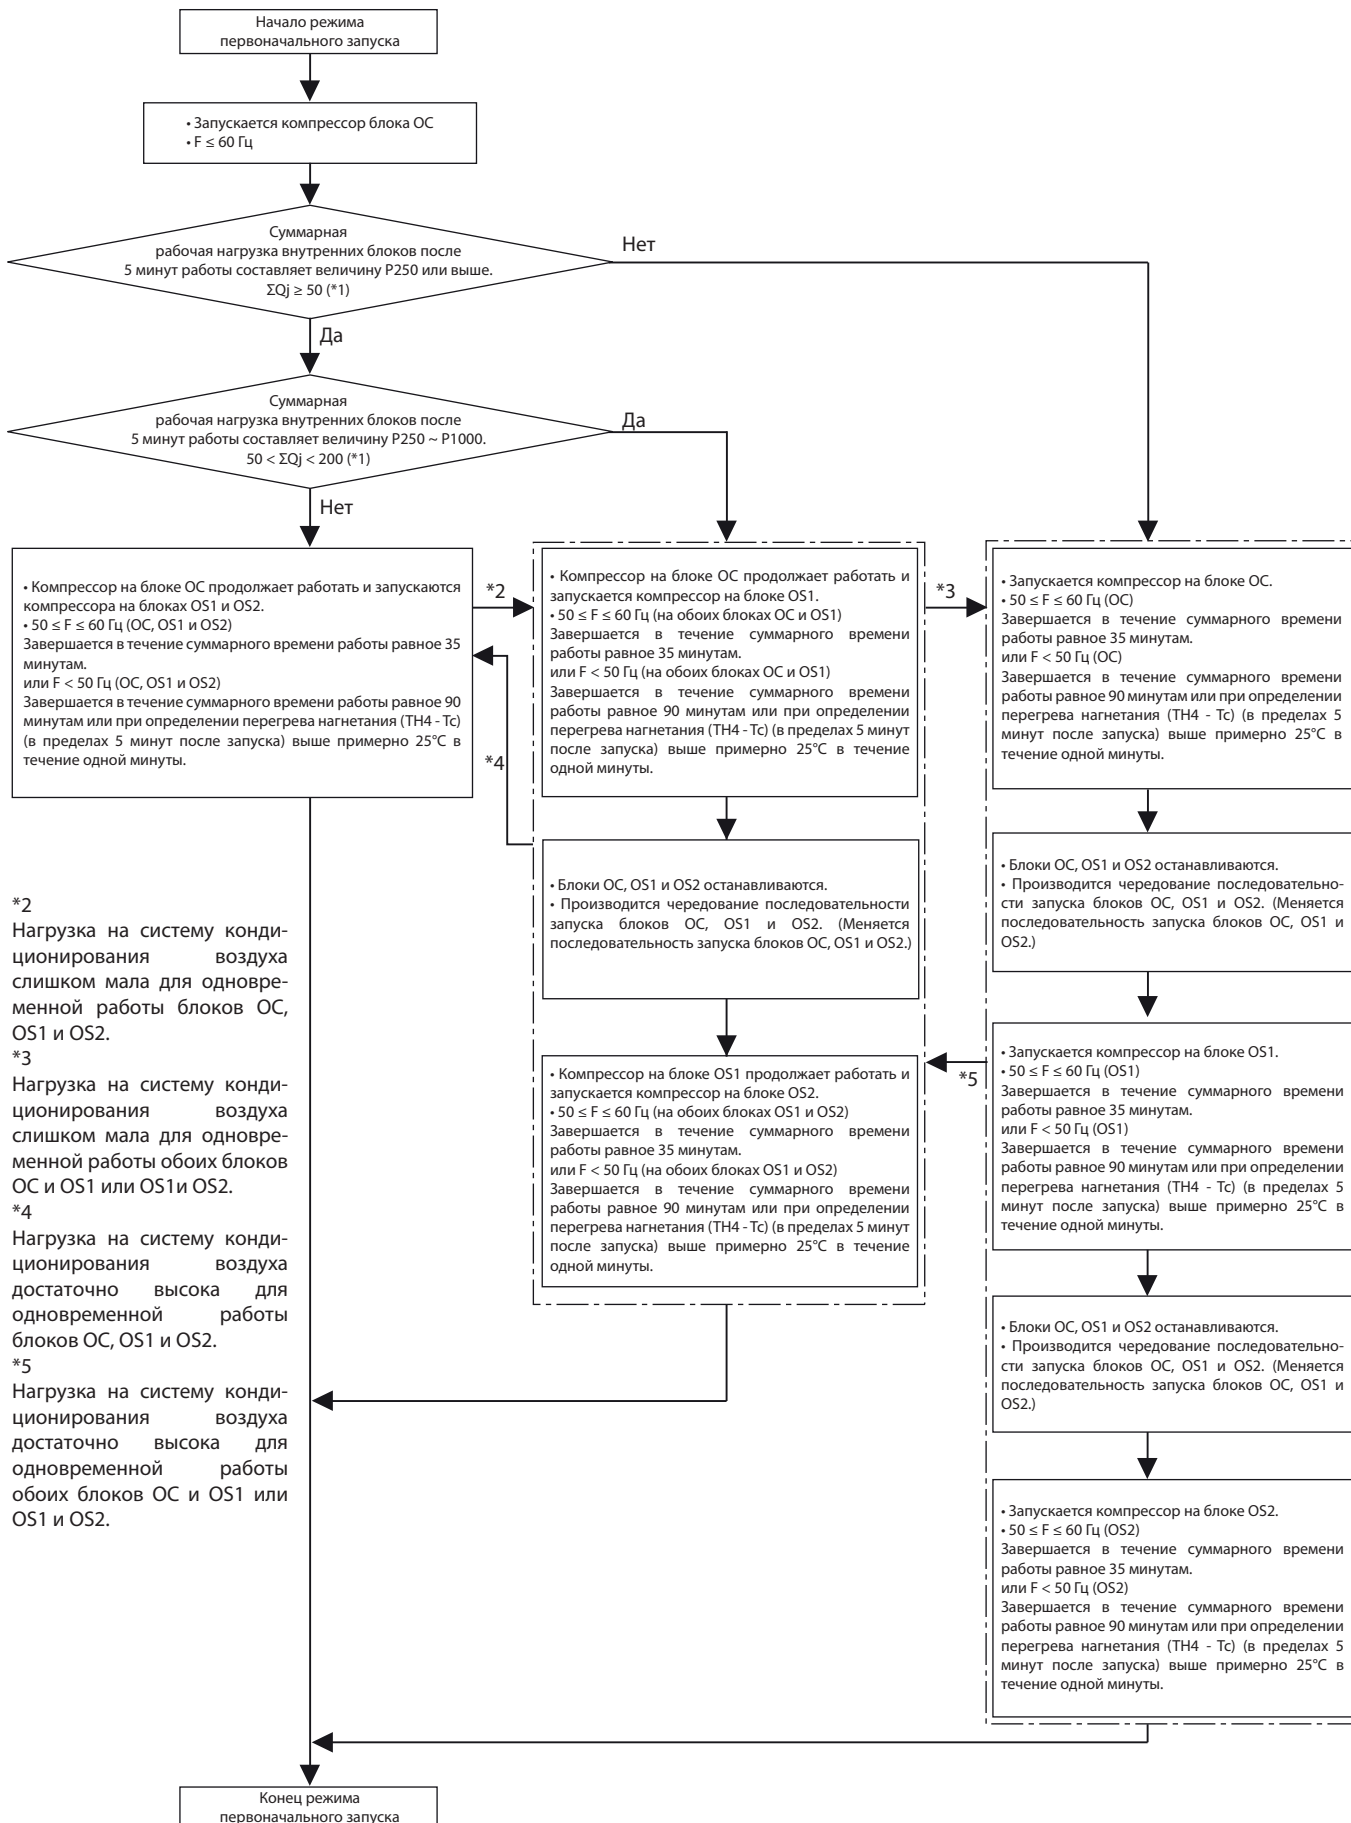 Начало режима
первоначального запуска
• Запускается компрессор блока ОС
• F ≤ 60 Гц
Суммарная
рабочая нагрузка внутренних блоков после
5 минут работы составляет величину P250 или выше.
ΣQj ≥ 50 (*1)
Нет
Да
Суммарная
рабочая нагрузка внутренних блоков после
5 минут работы составляет величину P250 ~ P1000.
50 < ΣQj < 200 (*1)
Да
Нет
• Компрессор на блоке ОС продолжает работать и запускаются
компрессора на блоках OS1 и OS2.
• 50 ≤ F ≤ 60 Гц (ОС, OS1 и OS2)
Завершается в течение суммарного времени работы равное 35
минутам.
или F < 50 Гц (ОС, OS1 и OS2)
Завершается в течение суммарного времени работы равное 90
минутам или при определении перегрева нагнетания (TH4 - Tc)
(в пределах 5 минут после запуска) выше примерно 25°C в
течение одной минуты.
*2
*4
• Компрессор на блоке ОС продолжает работать и
запускается компрессор на блоке OS1.
• 50 ≤ F ≤ 60 Гц (на обоих блоках ОС и OS1)
Завершается в течение суммарного времени
работы равное 35 минутам.
или F < 50 Гц (на обоих блоках ОС и OS1)
Завершается в течение суммарного времени
работы равное 90 минутам или при определении
перегрева нагнетания (TH4 - Tc) (в пределах 5 минут
после запуска) выше примерно 25°C в течение
одной минуты.
*3
• Запускается компрессор на блоке ОС.
• 50 ≤ F ≤ 60 Гц (ОС)
Завершается в течение суммарного времени
работы равное 35 минутам.
или F < 50 Гц (ОС)
Завершается в течение суммарного времени
работы равное 90 минутам или при определении
перегрева нагнетания (TH4 - Tc) (в пределах 5
минут после запуска) выше примерно 25°C в
течение одной минуты.
• Блоки ОС, OS1 и OS2 останавливаются.
• Производится чередование последовательности
запуска блоков ОС, OS1 и OS2. (Меняется
последовательность запуска блоков ОС, OS1 и OS2.)
• Блоки ОС, OS1 и OS2 останавливаются.
• Производится чередование последовательно-
сти запуска блоков ОС, OS1 и OS2. (Меняется
последовательность запуска блоков ОС, OS1 и
OS2.)
*2
Нагрузка на систему конди-
ционирования воздуха
слишком мала для одновре-
менной работы блоков ОС,
OS1 и OS2.
*3
Нагрузка на систему конди-
ционирования воздуха
слишком мала для одновре-
менной работы обоих блоков
ОС и OS1 или OS1и OS2.
*4
Нагрузка на систему конди-
ционирования воздуха
достаточно высока для
одновременной работы
блоков ОС, OS1 и OS2.
*5
Нагрузка на систему конди-
ционирования воздуха
достаточно высока для
одновременной работы
обоих блоков ОС и OS1 или
OS1 и OS2.
• Компрессор на блоке OS1 продолжает работать и
запускается компрессор на блоке OS2.
• 50 ≤ F ≤ 60 Гц (на обоих блоках OS1 и OS2)
Завершается в течение суммарного времени
работы равное 35 минутам.
или F < 50 Гц (на обоих блоках OS1 и OS2)
Завершается в течение суммарного времени
работы равное 90 минутам или при определении
перегрева нагнетания (TH4 - Tc) (в пределах 5 минут
после запуска) выше примерно 25°C в течение
одной минуты.
*5
• Запускается компрессор на блоке OS1.
• 50 ≤ F ≤ 60 Гц (OS1)
Завершается в течение суммарного времени
работы равное 35 минутам.
или F < 50 Гц (OS1)
Завершается в течение суммарного времени
работы равное 90 минутам или при определении
перегрева нагнетания (TH4 - Tc) (в пределах 5
минут после запуска) выше примерно 25°C в
течение одной минуты.
• Блоки ОС, OS1 и OS2 останавливаются.
• Производится чередование последовательно-
сти запуска блоков ОС, OS1 и OS2. (Меняется
последовательность запуска блоков ОС, OS1 и
OS2.)
• Запускается компрессор на блоке OS2.
• 50 ≤ F ≤ 60 Гц (OS2)
Завершается в течение суммарного времени
работы равное 35 минутам.
или F < 50 Гц (OS2)
Завершается в течение суммарного времени
работы равное 90 минутам или при определении
перегрева нагнетания (TH4 - Tc) (в пределах 5
минут после запуска) выше примерно 25°C в
течение одной минуты.
Конец режима
первоначального запуска